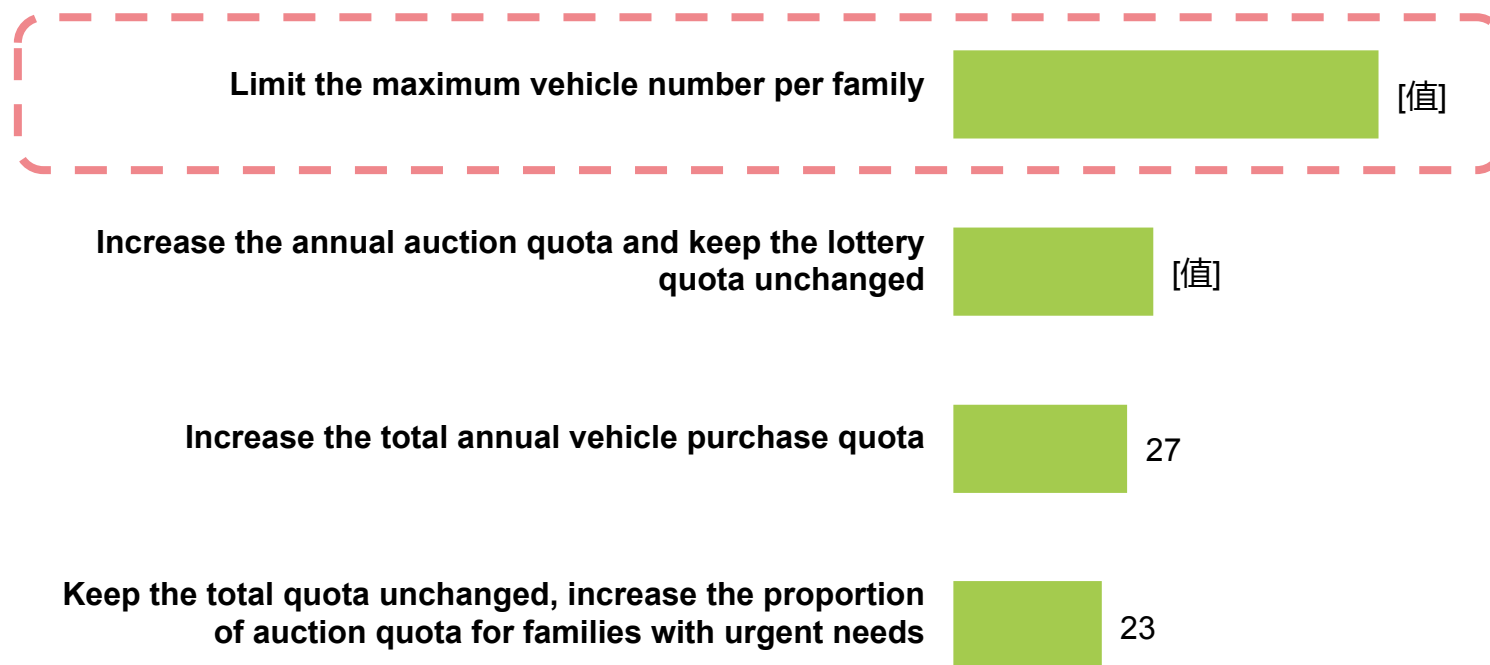 Limit the maximum vehicle number per family
[值]
Increase the annual auction quota and keep the lottery
quota unchanged
[值]
Increase the total annual vehicle purchase quota
27
Keep the total quota unchanged, increase the proportion
of auction quota for families with urgent needs
23